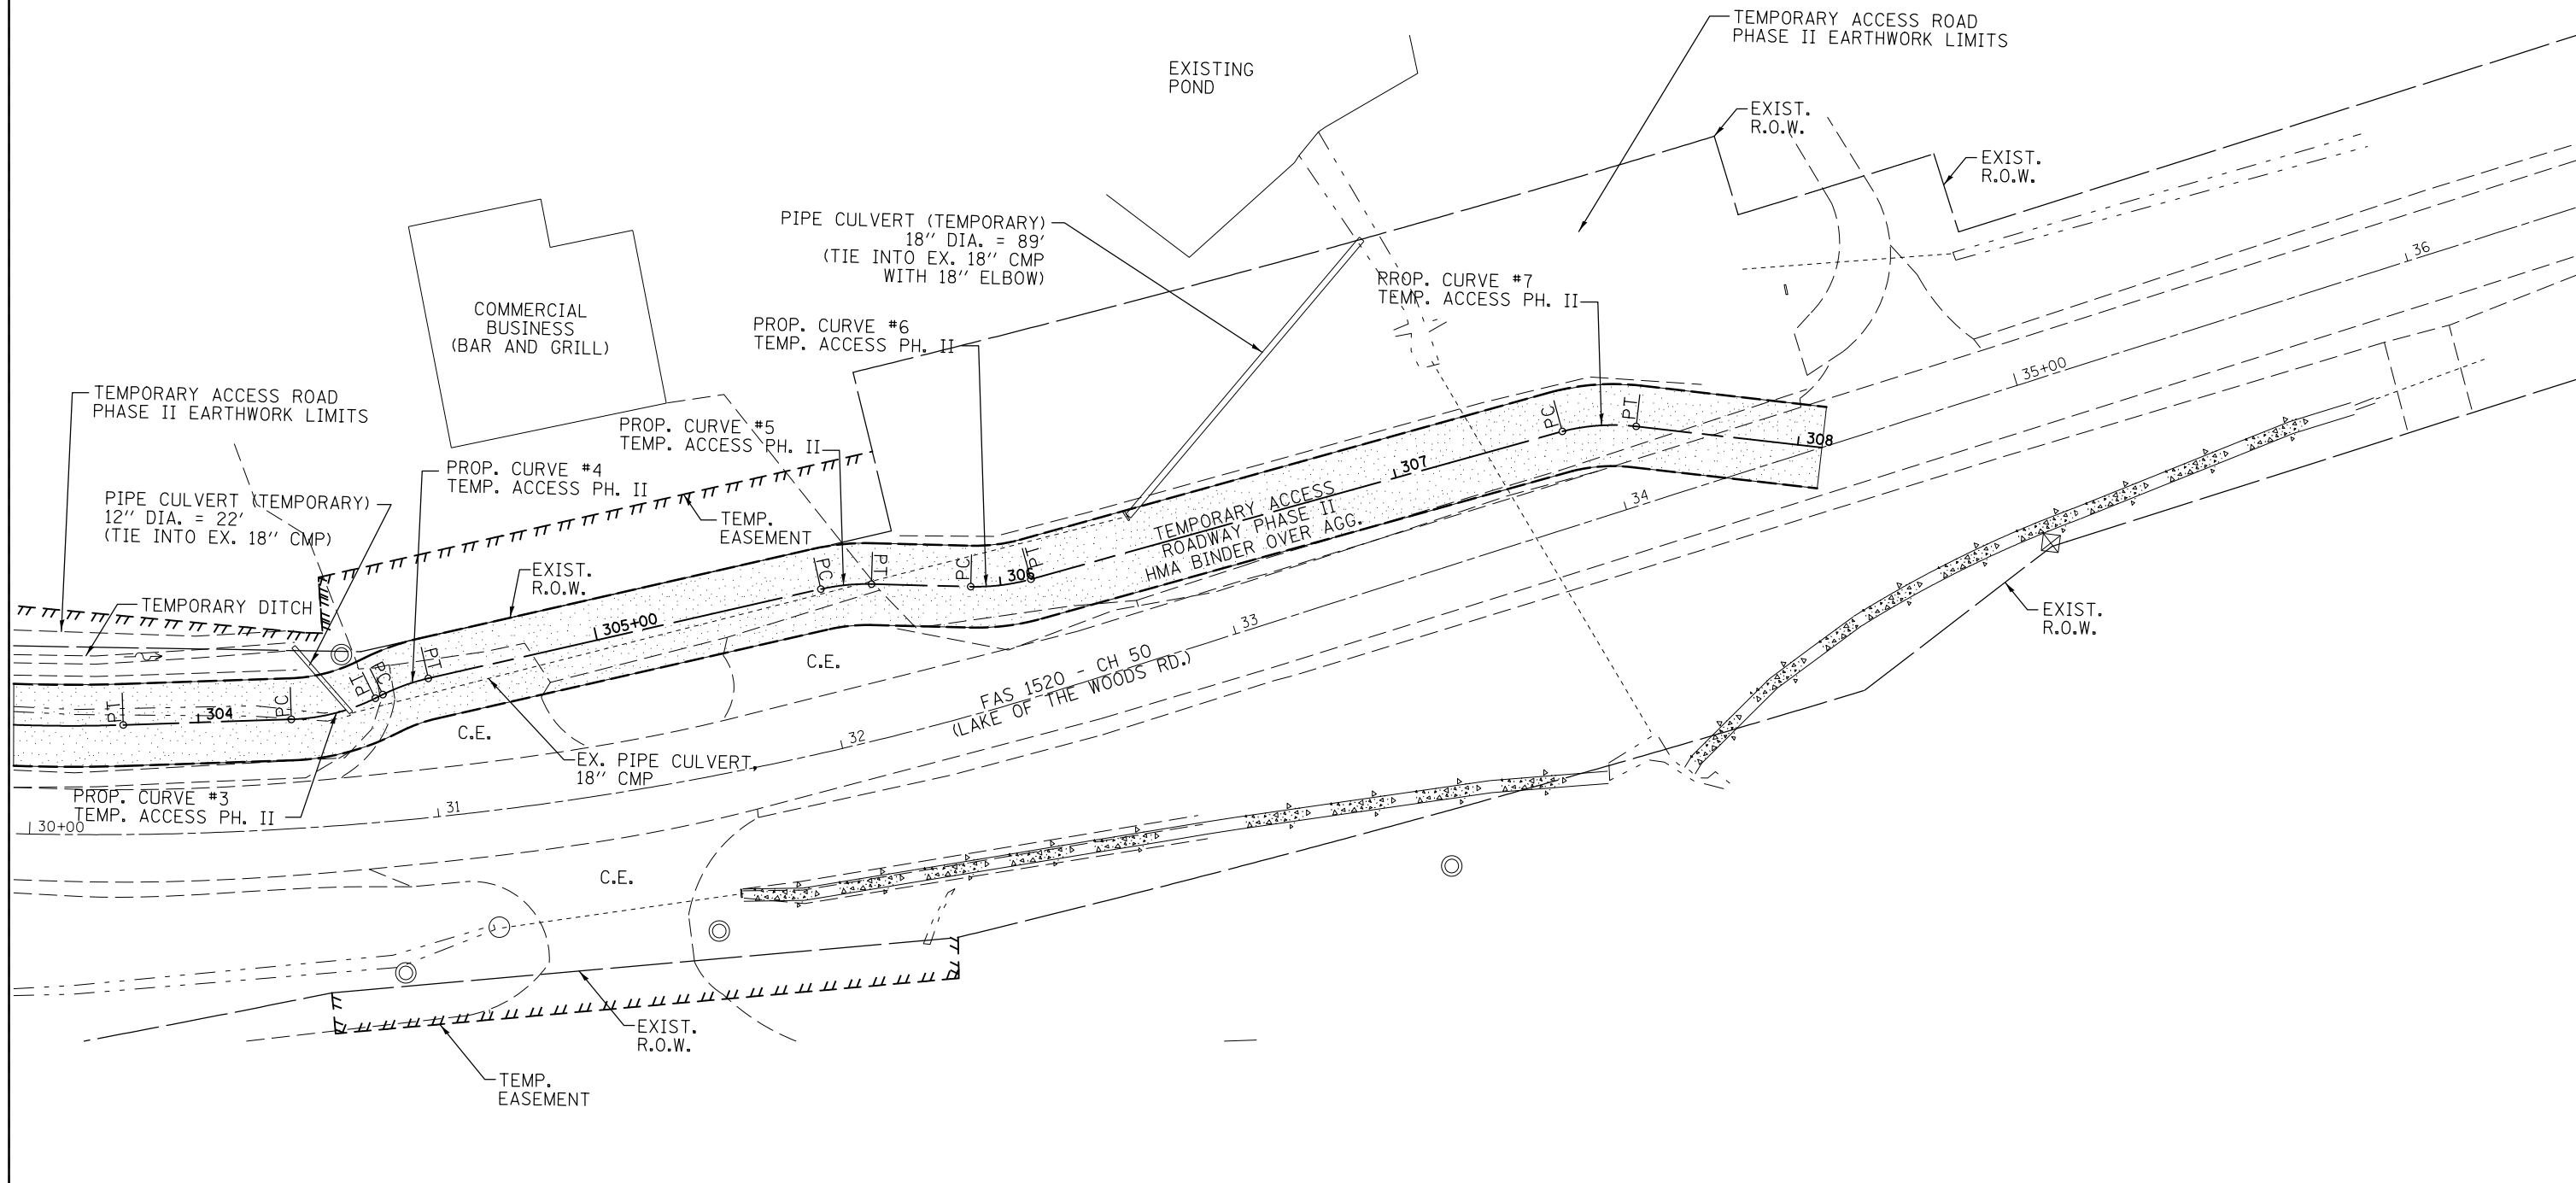 TEMPORARY ACCESS ROAD
PHASE II EARTHWORK LIMITS
EXISTING
POND
EXIST.
R.O.W.
EXIST.
R.O.W.
PIPE CULVERT (TEMPORARY)
18" DIA. = 89'
(TIE INTO EX. 18" CMP
WITH 18" ELBOW)
36
RROP. CURVE #7
TEMP. ACCESS PH. II
COMMERCIAL
BUSINESS
(BAR AND GRILL)
PROP. CURVE #6
TEMP. ACCESS PH. II
35+00
TEMPORARY ACCESS ROAD
PHASE II EARTHWORK LIMITS
PROP. CURVE #5
TEMP. ACCESS PH. II
PC
PT
308
PROP. CURVE #4
TEMP. ACCESS PH. II
307
PIPE CULVERT (TEMPORARY)
12" DIA. = 22'
(TIE INTO EX. 18" CMP)
34
TEMP.
EASEMENT
TEMPORARY ACCESS
ROADWAY PHASE II
HMA BINDER OVER AGG.
EXIST.
R.O.W.
PC
PT
PC
306
PT
TEMPORARY DITCH
305+00
33
EXIST.
R.O.W.
C.E.
PT
PC
PT
PI
PC
304
PT
FAS 1520 - CH 50
(LAKE OF THE WOODS RD.)
C.E.
32
EX. PIPE CULVERT,
18" CMP
PROP. CURVE #3
TEMP. ACCESS PH. II
31
30+00
C.E.
EXIST.
R.O.W.
TEMP.
EASEMENT